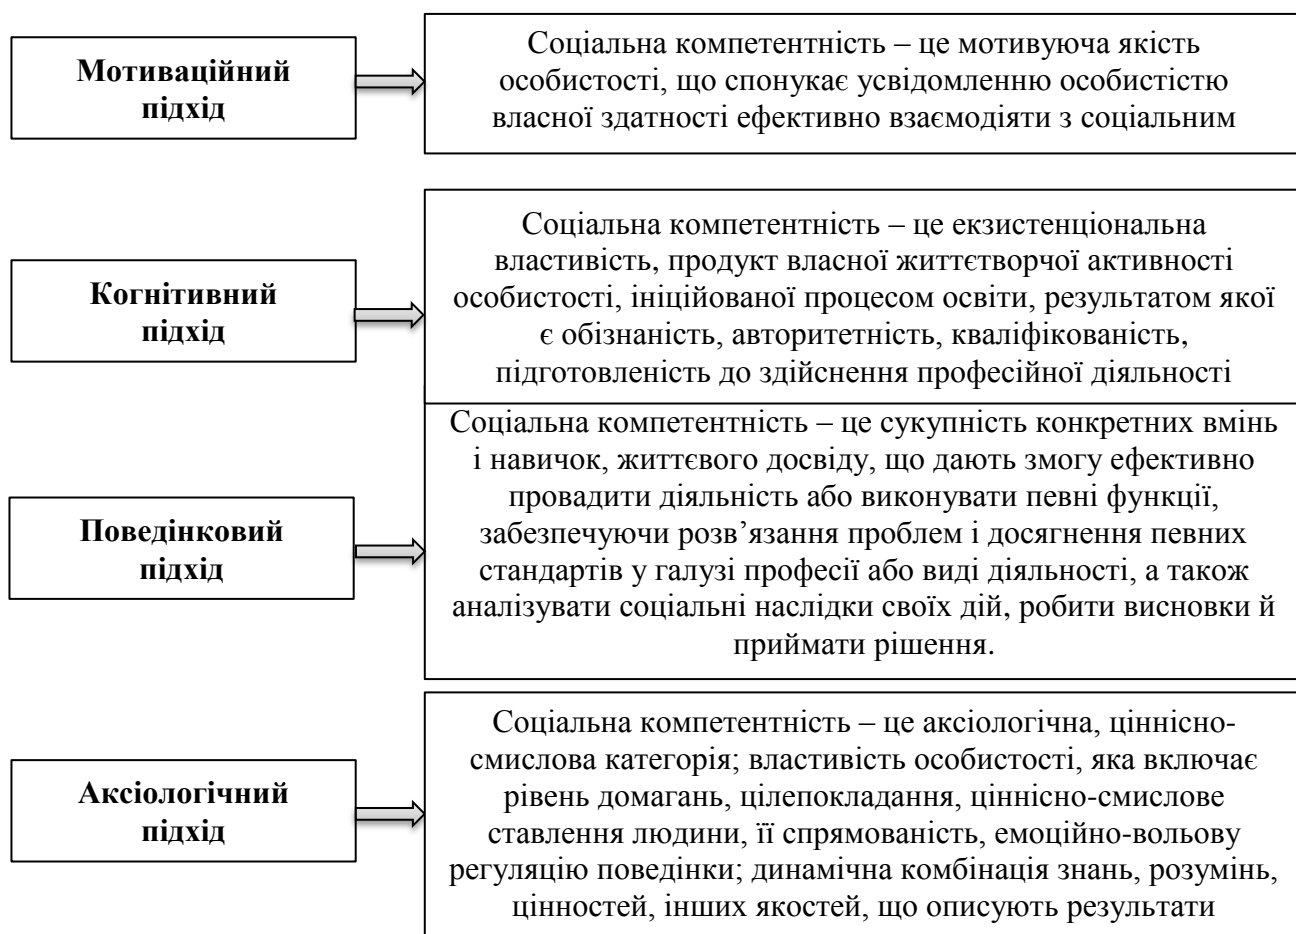 Мотиваційний
підхід
Соціальна компетентність – це мотивуюча якість
особистості, що спонукає усвідомленню особистістю
власної здатності ефективно взаємодіяти з соціальним
Когнітивний
підхід
Соціальна компетентність – це екзистенціональна
властивість, продукт власної життєтворчої активності
особистості, ініційованої процесом освіти, результатом якої
є обізнаність, авторитетність, кваліфікованість,
підготовленість до здійснення професійної діяльності
Поведінковий
підхід
Соціальна компетентність – це сукупність конкретних вмінь
і навичок, життєвого досвіду, що дають змогу ефективно
провадити діяльність або виконувати певні функції,
забезпечуючи розв’язання проблем і досягнення певних
стандартів у галузі професії або виді діяльності, а також
аналізувати соціальні наслідки своїх дій, робити висновки й
приймати рішення.
Аксіологічний
підхід
Соціальна компетентність – це аксіологічна, ціннісно-
смислова категорія; властивість особистості, яка включає
рівень домагань, цілепокладання, ціннісно-смислове
ставлення людини, її спрямованість, емоційно-вольову
регуляцію поведінки; динамічна комбінація знань, розумінь,
цінностей, інших якостей, що описують результати